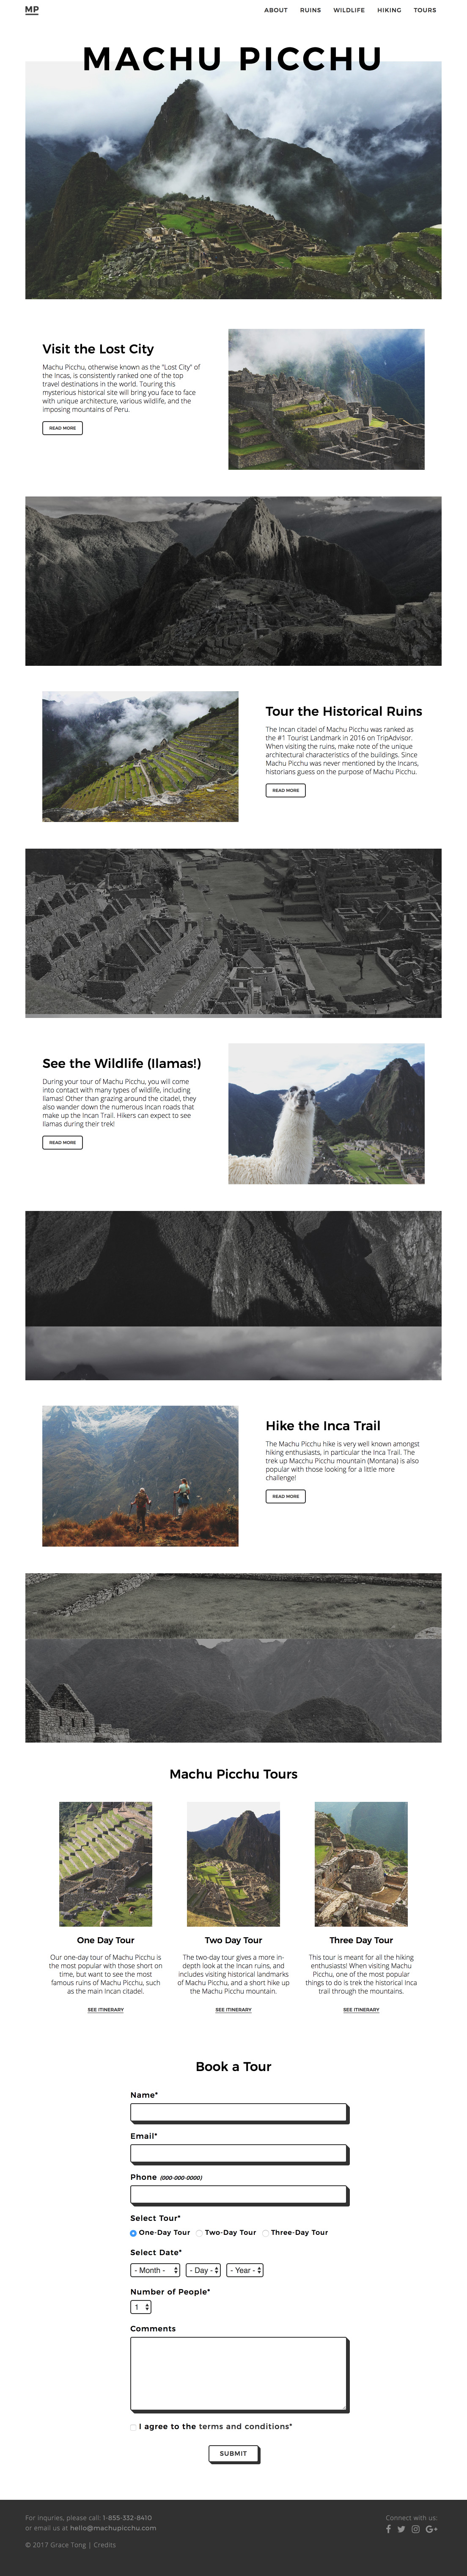 MP
ABOUT RUINS WILDLIFE HIKING TOURS
MACHU PICCHU
Visit the Lost City
Machu Picchu, otherwise known as the "Lost City" of
the Incas, is consistently ranked one of the top
travel destinations in the world. Touring this
mysterious historical site will bring you face to face
with unique architecture, various wildlife, and the
imposing mountains of Peru.
READ MORE
Tour the Historical Ruins
The Incan citadel of Machu Picchu was ranked as
the #1 Tourist Landmark in 2016 on TripAdvisor.
When visiting the ruins, make note of the unique
architectural characteristics of the buildings. Since
Machu Picchu was never mentioned by the Incans,
historians guess on the purpose of Machu Picchu.
READ MORE
See the Wildlife (llamas!)
During your tour of Machu Picchu, you will come
into contact with many types of wildlife, including
llamas! Other than grazing around the citadel, they
also wander down the numerous Incan roads that
make up the Incan Trail. Hikers can expect to see
llamas during their trek!
READ MORE
Hike the Inca Trail
The Machu Picchu hike is very well known amongst
hiking enthusiasts, in particular the Inca Trail. The
trek up Macchu Picchu mountain (Montana) is also
popular with those looking for a little more
challenge!
READ MORE
Machu Picchu Tours
One Day Tour
Our one-day tour of Machu Picchu is
the most popular with those short on
time, but want to see the most
famous ruins of Machu Picchu, such
as the main Incan citadel.
SEE ITINERARY
Two Day Tour
The two-day tour gives a more in-
depth look at the Incan ruins, and
includes visiting historical landmarks
of Machu Picchu, and a short hike up
the Machu Picchu mountain.
SEE ITINERARY
Three Day Tour
This tour is meant for all the hiking
enthusiasts! When visiting Machu
Picchu, one of the most popular
things to do is trek the historical Inca
trail through the mountains.
SEE ITINERARY
Book a Tour
Name*
Email*
Phone (000-000-0000)
Select Tour*
One-Day Tour Two-Day Tour Three-Day Tour
Select Date*
- Month - - Day - - Year -
Number of People*
1
Comments
I agree to the terms and conditions*
SUBMIT
For inquries, please call: 1-855-332-8410
or email us at hello@machupicchu.com
© 2017 Grace Tong | Credits
Connect with us: